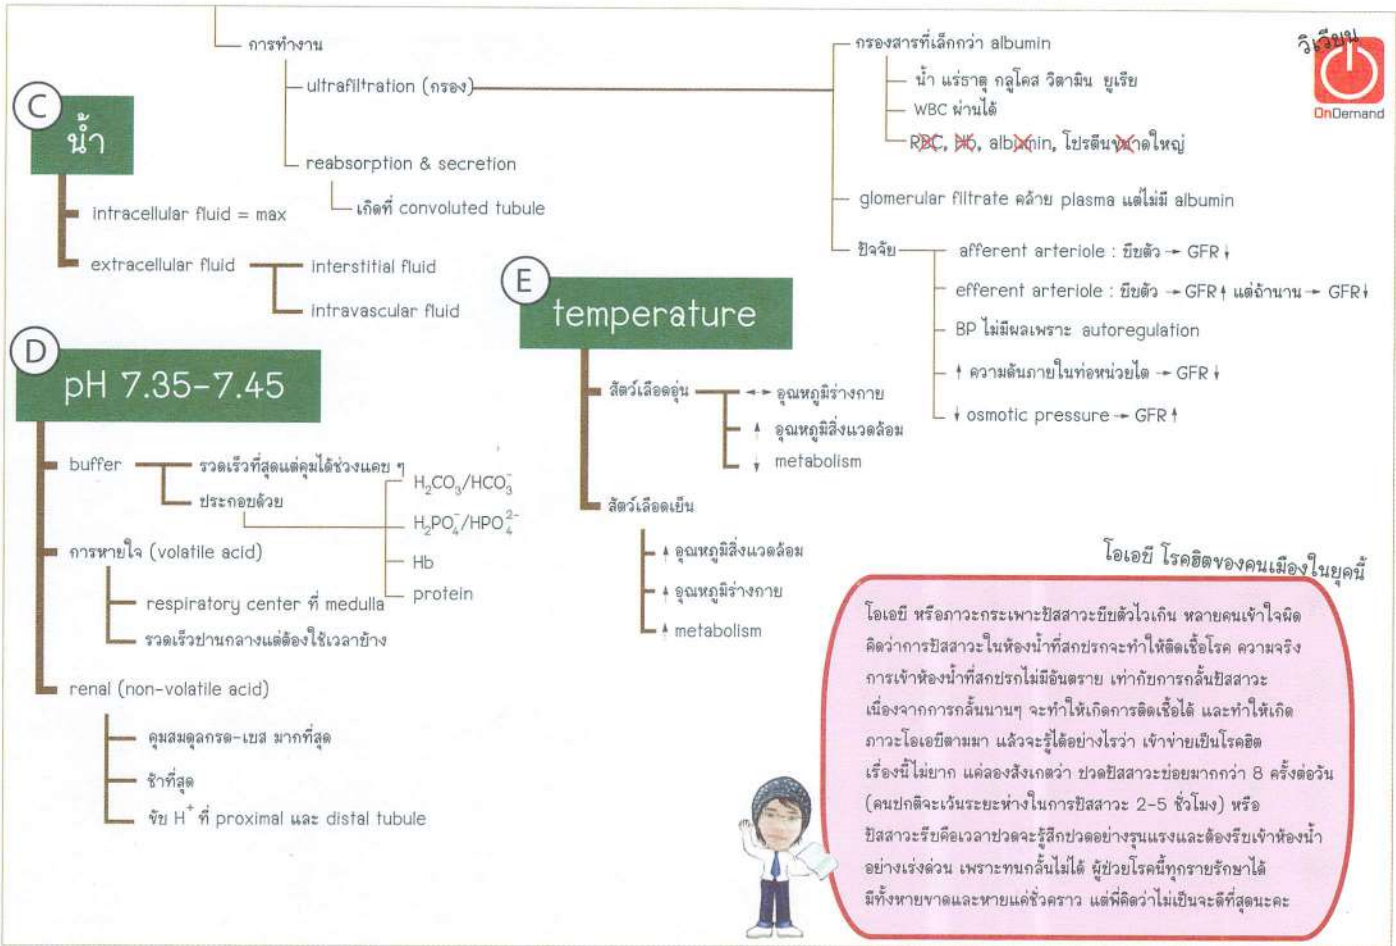 การทำงาน
ultrafiltration (กรอง)
reabsorption & secretion
เกิดที่ convoluted tubule
กรองสารที่เล็กกว่า albumin
น้ำ แร่ธาตุ กลูโคส วิตามิน ยูเรีย
WBC ผ่านได้
RBC, Hb, albumin, โปรตีนขนาดใหญ่
glomerular filtrate คล้าย plasma แต่ไม่มี albumin
ปัจจัย
afferent arteriole : บีบตัว → GFR ↓
efferent arteriole : บีบตัว → GFR ↑ แต่ถ้านาน → GFR ↓
BP ไม่มีผลเพราะ autoregulation
↑ ความดันภายในท่อหน่วยไต → GFR ↓
↓ osmotic pressure → GFR ↑
วิเวียน
OnDemand
C
น้ำ
intracellular fluid = max
extracellular fluid
interstitial fluid
intravascular fluid
D
pH 7.35-7.45
buffer
รวดเร็วที่สุดแต่คุมได้ช่วงแคบ ๆ
ประกอบด้วย
H₂CO₃/HCO₃⁻
H₂PO₄⁻/HPO₄²⁻
Hb
protein
การหายใจ (volatile acid)
respiratory center ที่ medulla
รวดเร็วปานกลางแต่ต้องใช้เวลาบ้าง
renal (non-volatile acid)
คุมสมดุลกรด-เบส มากที่สุด
ช้าที่สุด
ขับ H⁺ ที่ proximal และ distal tubule
E
temperature
สัตว์เลือดอุ่น
←→ อุณหภูมิร่างกาย
↑ อุณหภูมิสิ่งแวดล้อม
↓ metabolism
สัตว์เลือดเย็น
↑ อุณหภูมิสิ่งแวดล้อม
↑ อุณหภูมิร่างกาย
↑ metabolism
โอเอบี โรคฮิตของคนเมืองในยุคนี้
โอเอบี หรือภาวะกระเพาะปัสสาวะบีบตัวไวเกิน หลายคนเข้าใจผิด
คิดว่าการปัสสาวะในห้องน้ำที่สกปรกจะทำให้ติดเชื้อโรค ความจริง
การเข้าห้องน้ำที่สกปรกไม่มีอันตราย เท่ากับการกลั้นปัสสาวะ
เนื่องจากการกลั้นนานๆ จะทำให้เกิดการติดเชื้อได้ และทำให้เกิด
ภาวะโอเอบีตามมา แล้วจะรู้ได้อย่างไรว่า เข้าข่ายเป็นโรคฮิต
เรื่องนี้ไม่ยาก แค่ลองสังเกตว่า ปวดปัสสาวะบ่อยมากกว่า 8 ครั้งต่อวัน
(คนปกติจะเว้นระยะห่างในการปัสสาวะ 2-5 ชั่วโมง) หรือ
ปัสสาวะรีบคือเวลาปวดจะรู้สึกปวดอย่างรุนแรงและต้องรีบเข้าห้องน้ำ
อย่างเร่งด่วน เพราะทนกลั้นไม่ได้ ผู้ป่วยโรคนี้ทุกรายรักษาได้
มีทั้งหายขาดและหายแค่ชั่วคราว แต่พี่คิดว่าไม่เป็นจะดีที่สุดนะคะ